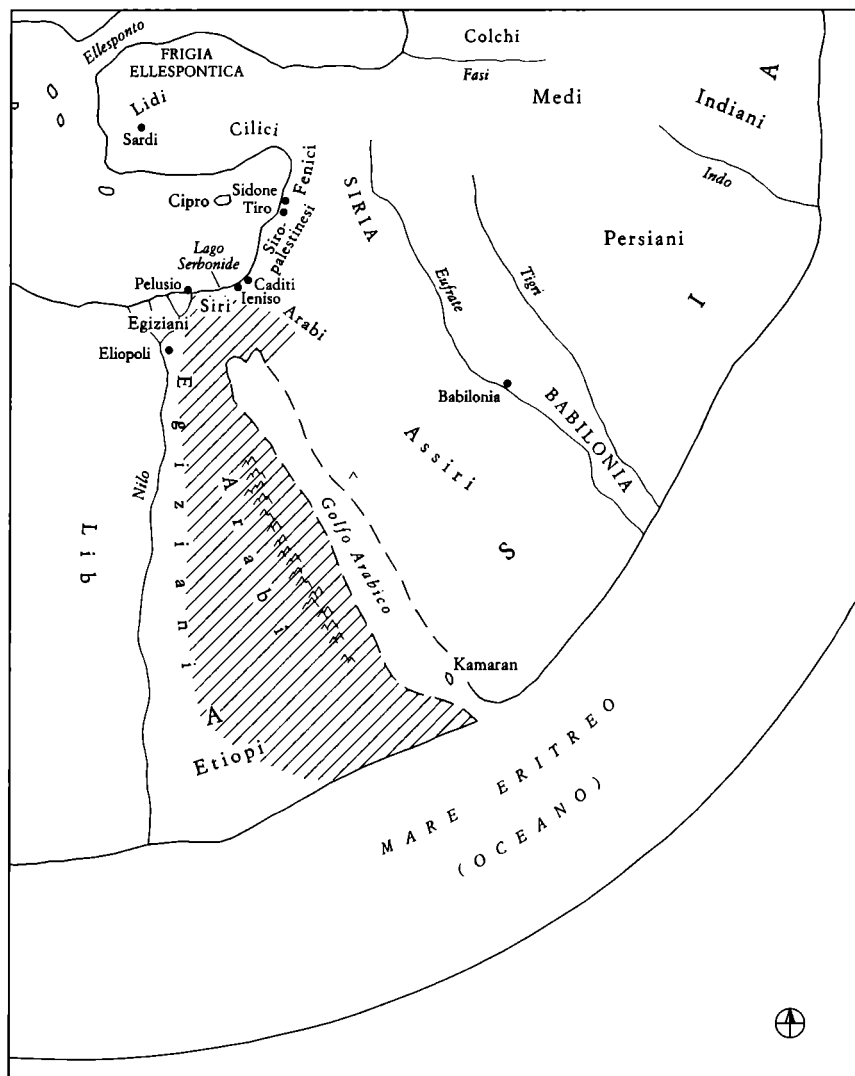 Ellesponto
FRIGIA
ELLESPONTICA
Colchi
Fasi
Lidi
Sardi
Medi
Indiani
A
Cilici
Indo
Cipro
Sidone
Tiro
Fenici
Siro-
palestinesi
SIRIA
Persiani
Lago
Serbonide
Pelusio
Caditi
Ieniso
Siri
Arabi
Egiziani
Eliopoli
Eufrate
Tigri
I
Babilonia
BABILONIA
Assiri
Egiziani
Nilo
Arabi
Golfo Arabico
Lib
S
Kamaran
A
Etiopi
MARE ERITREO
(OCEANO)